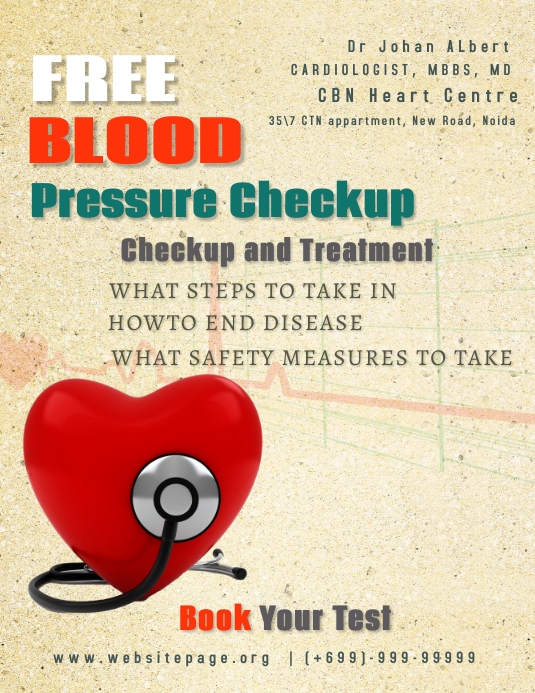 Dr Johan ALbert
CARDIOLOGIST, MBBS, MD
CBN Heart Centre
35\7 CTN appartment, New Road, Noida
FREE
BLOOD
Pressure Checkup
Checkup and Treatment
WHAT STEPS TO TAKE IN
HOWTO END DISEASE
WHAT SAFETY MEASURES TO TAKE
Book Your Test
www.websitepage.org | (+699)-999-99999